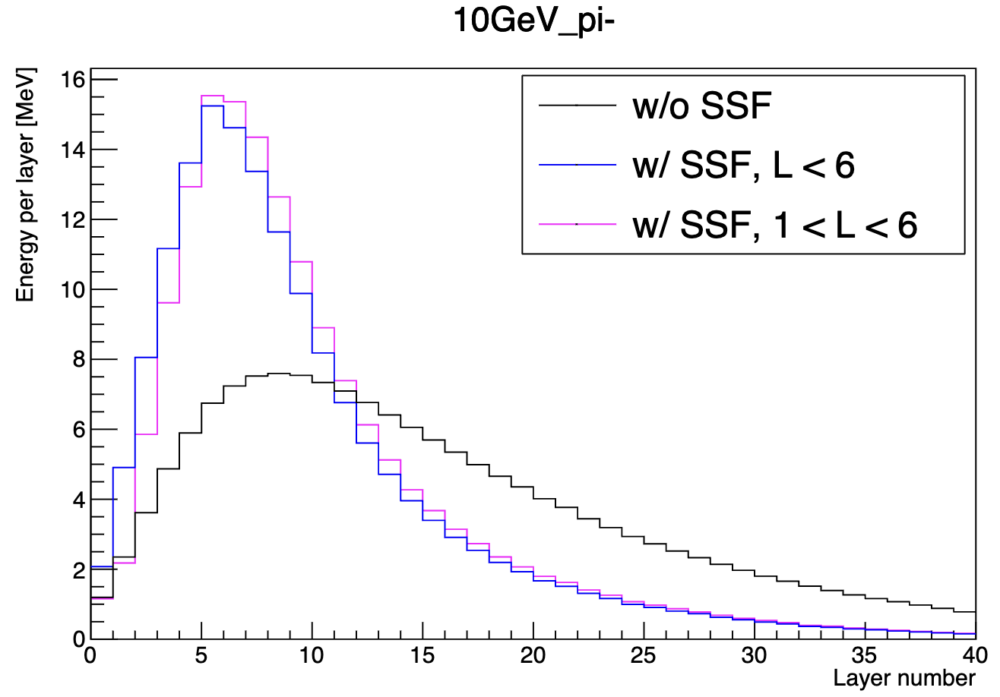 10GeV_pi-
Energy per layer [MeV]
16
14
12
10
8
6
4
2
0
w/o SSF
w/ SSF, L < 6
w/ SSF, 1 < L < 6
0 5 10 15 20 25 30 35 40
Layer number